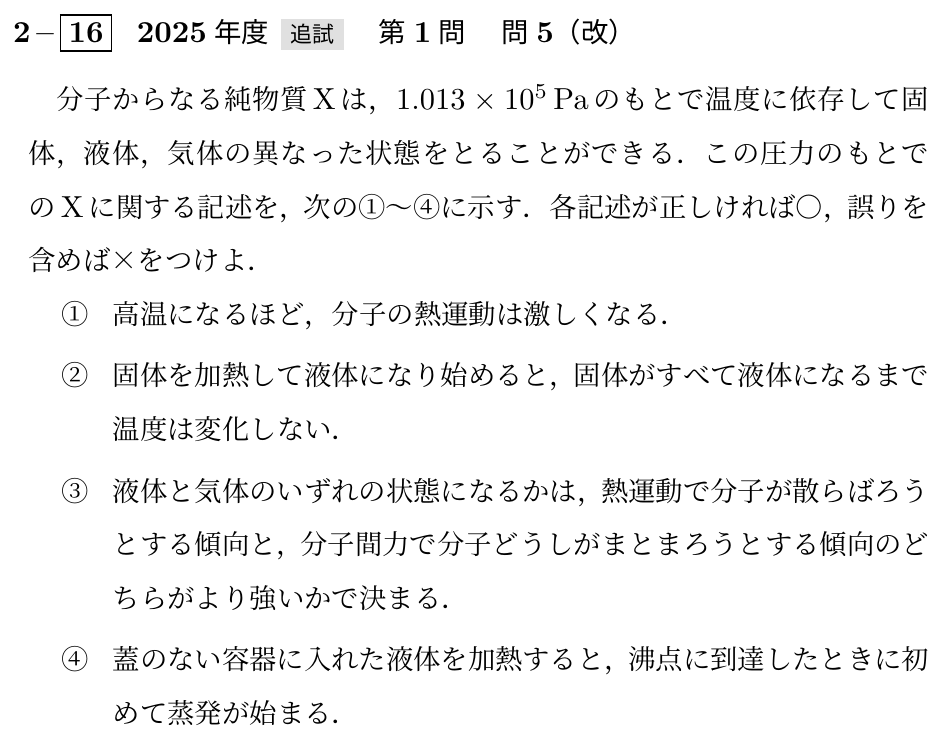 2−16 2025 年度 追試 第 1 問 問 5（改）
分子からなる純物質 X は，1.013 × 10⁵ Pa のもとで温度に依存して固
体，液体，気体の異なった状態をとることができる．この圧力のもとで
の X に関する記述を，次の①〜④に示す．各記述が正しければ○，誤りを
含めば×をつけよ．
① 高温になるほど，分子の熱運動は激しくなる．
② 固体を加熱して液体になり始めると，固体がすべて液体になるまで
温度は変化しない．
③ 液体と気体のいずれの状態になるかは，熱運動で分子が散らばろう
とする傾向と，分子間力で分子どうしがまとまろうとする傾向のど
ちらがより強いかで決まる．
④ 蓋のない容器に入れた液体を加熱すると，沸点に到達したときに初
めて蒸発が始まる．